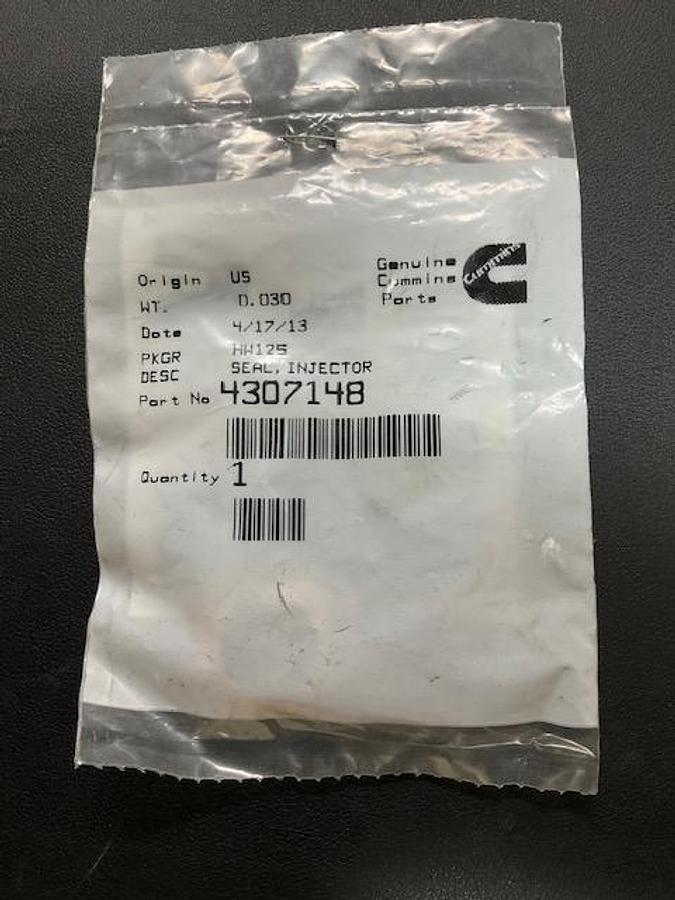 Origin US
WT. 0.030
Date 4/17/13
PKGR HW125
DESC SEAL, INJECTOR
Part No 4307148
Quantity 1
Genuine
Cummins
Parts
Cummins